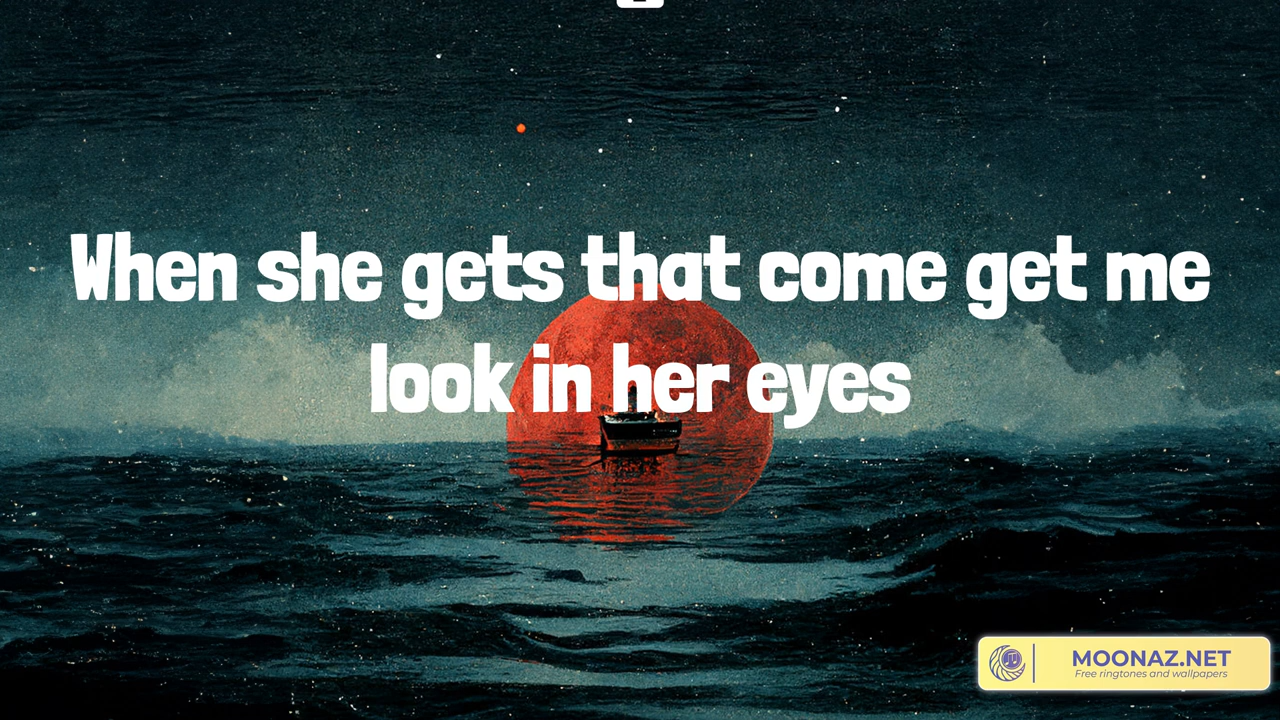 When she gets that come get me
look in her eyes
MOONAZ.NET
Free ringtones and wallpapers